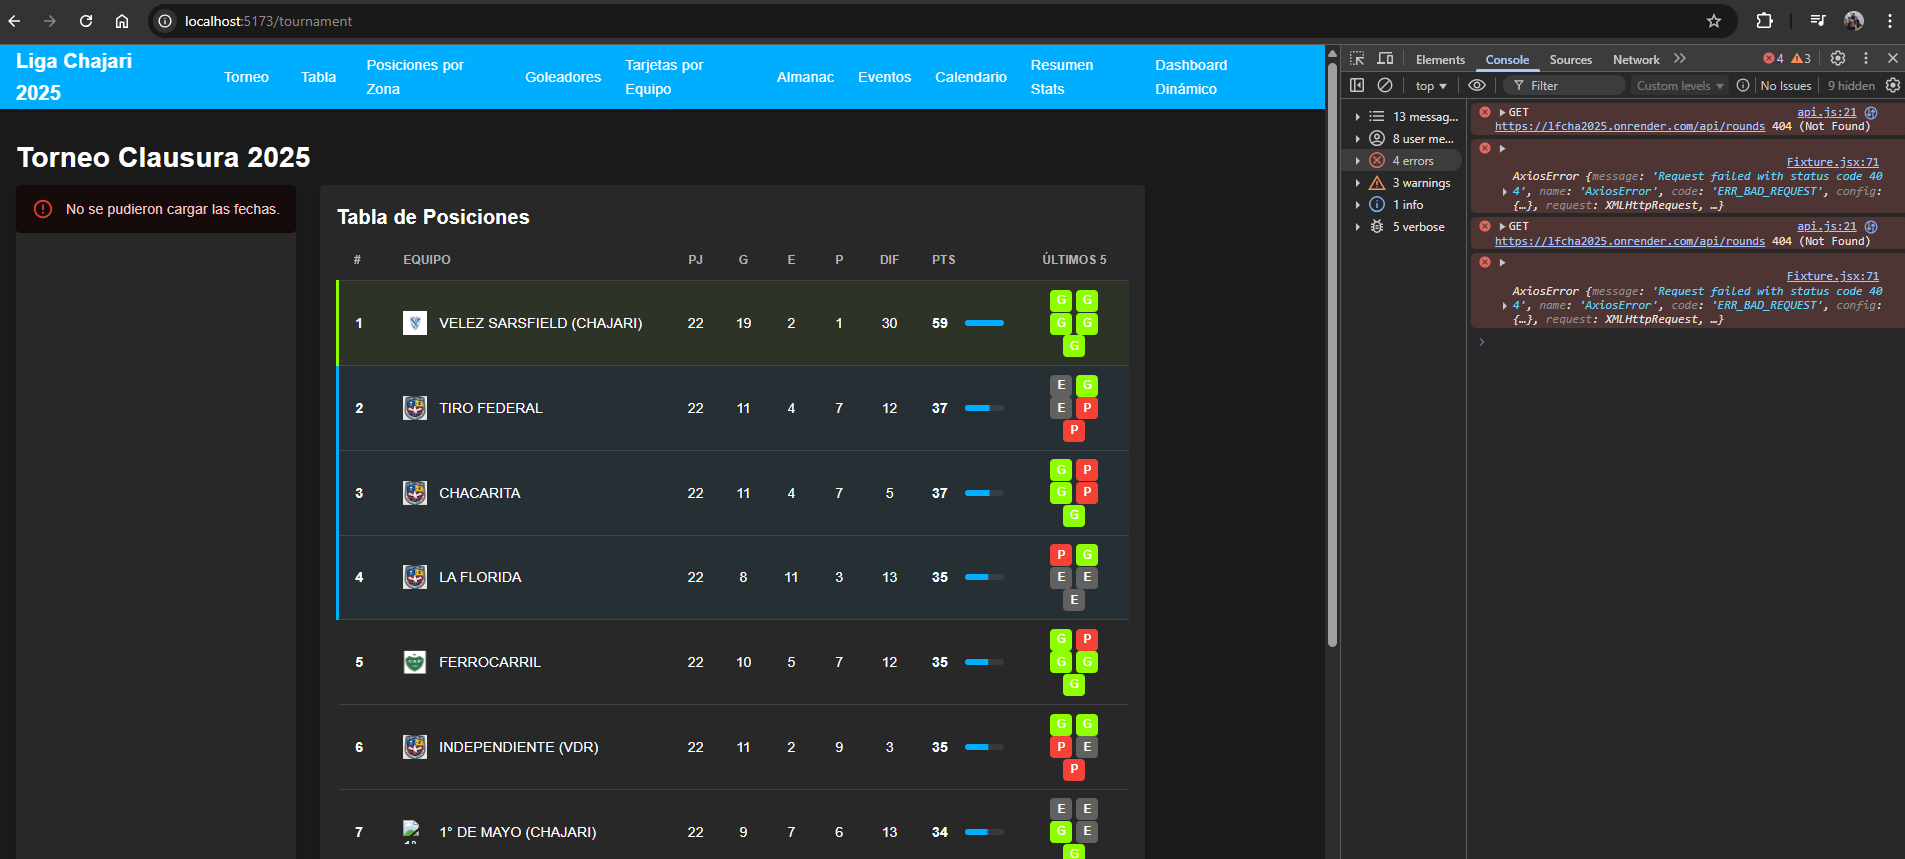 localhost:5173/tournament
Liga Chajari
2025
Torneo
Tabla
Posiciones por
Zona
Goleadores
Tarjetas por
Equipo
Almanac
Eventos
Calendario
Resumen
Stats
Dashboard
Dinámico
Torneo Clausura 2025
No se pudieron cargar las fechas.
Tabla de Posiciones
# EQUIPO PJ G E P DIF PTS ÚLTIMOS 5
1 VELEZ SARSFIELD (CHAJARI) 22 19 2 1 30 59
G G
G G
G
2 TIRO FEDERAL 22 11 4 7 12 37
E G
E P
P
3 CHACARITA 22 11 4 7 5 37
G P
G P
G
4 LA FLORIDA 22 8 11 3 13 35
P G
E E
E
5 FERROCARRIL 22 10 5 7 12 35
G P
G G
G
6 INDEPENDIENTE (VDR) 22 11 2 9 3 35
G G
P E
P
7 1° DE MAYO (CHAJARI) 22 9 7 6 13 34
E E
G E
G
Elements Console Sources Network 4 3
top Filter Custom levels No Issues 9 hidden
13 messag...
8 user me...
4 errors
3 warnings
1 info
5 verbose
GET api.js:21
https://lfcha2025.onrender.com/api/rounds 404 (Not Found)
Fixture.jsx:71
AxiosError {message: 'Request failed with status code 40
4', name: 'AxiosError', code: 'ERR_BAD_REQUEST', config:
{…}, request: XMLHttpRequest, …}
GET api.js:21
https://lfcha2025.onrender.com/api/rounds 404 (Not Found)
Fixture.jsx:71
AxiosError {message: 'Request failed with status code 40
4', name: 'AxiosError', code: 'ERR_BAD_REQUEST', config:
{…}, request: XMLHttpRequest, …}